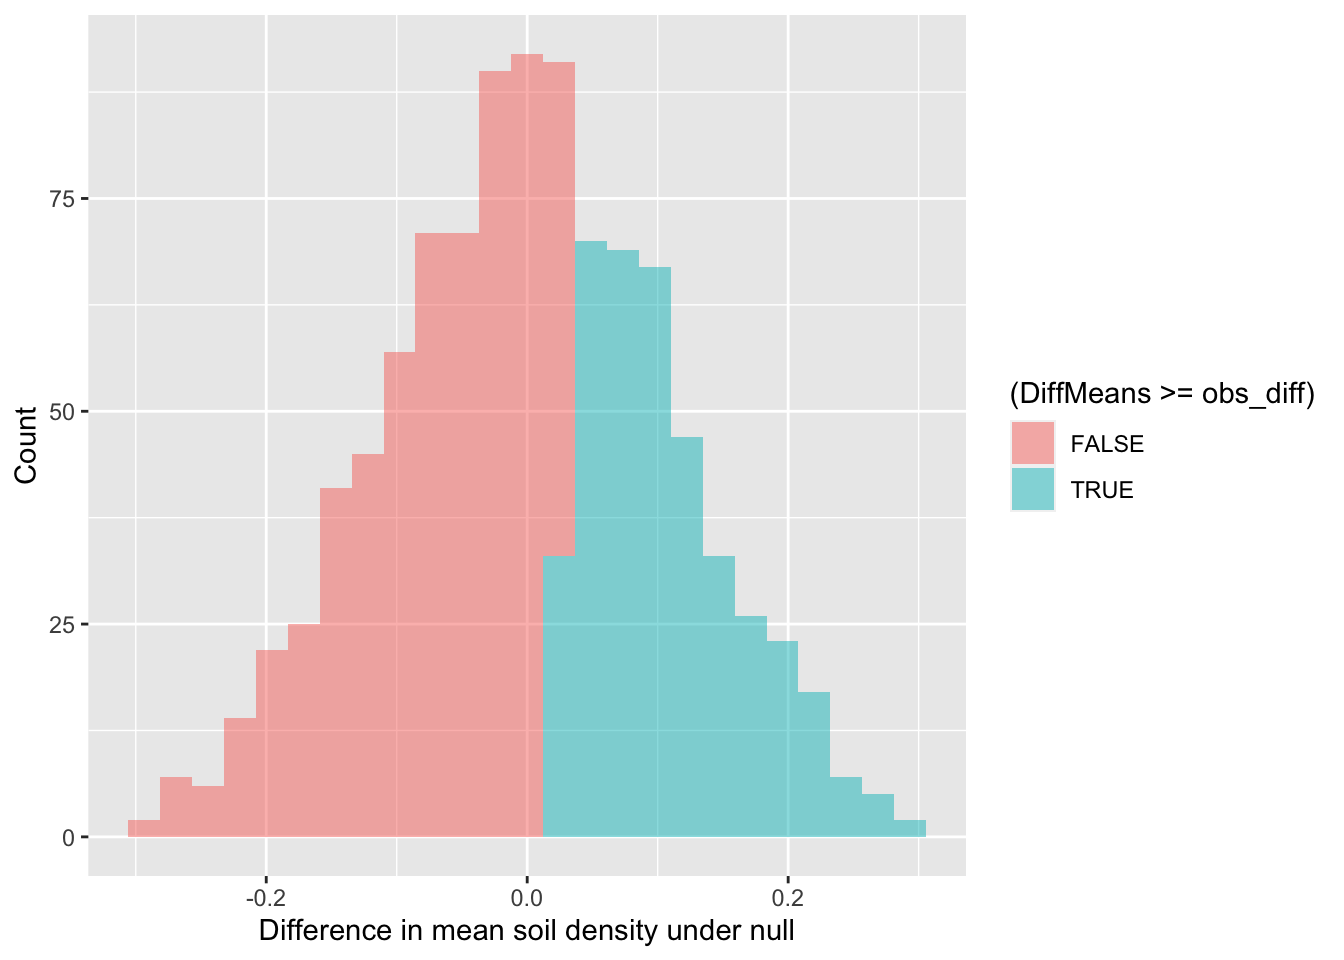 75
50
25
0
Count
-0.2
0.0
0.2
Difference in mean soil density under null
(DiffMeans >= obs_diff)
FALSE
TRUE